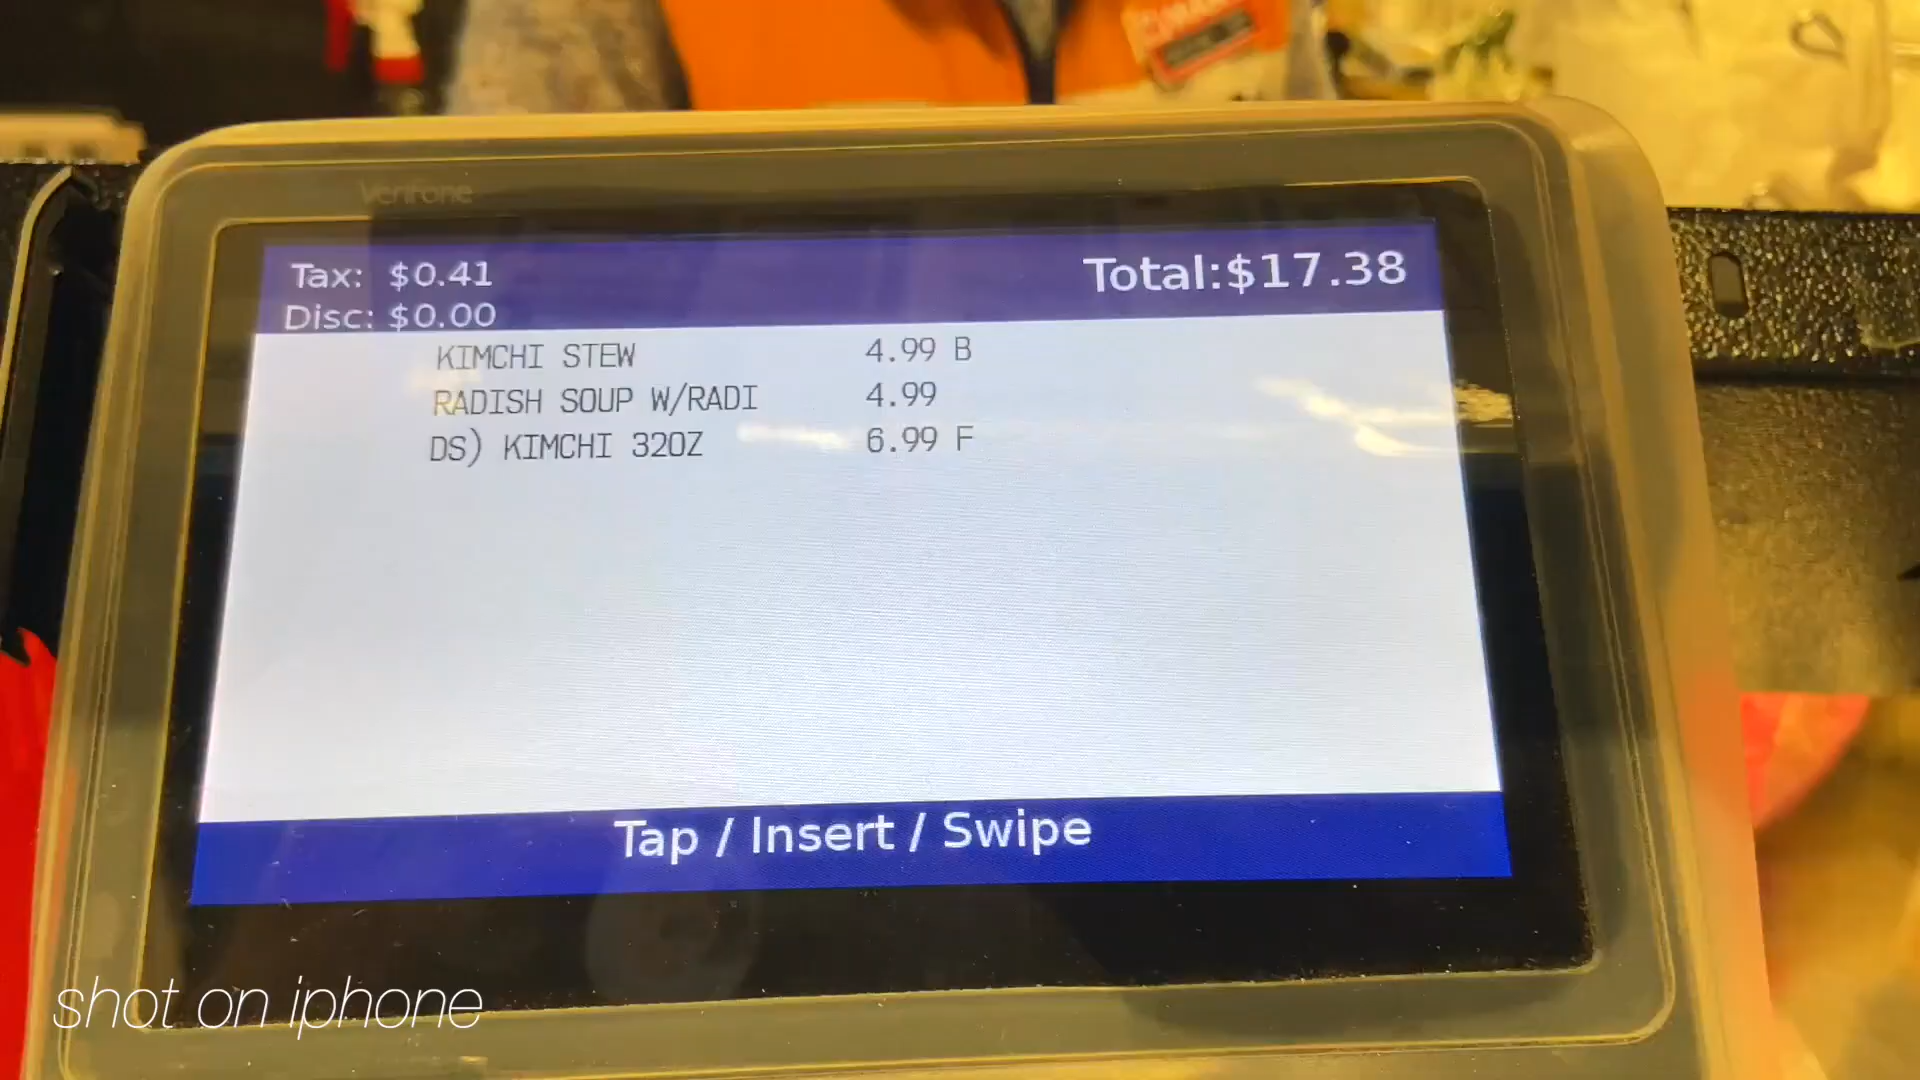 Verifone
Tax: $0.41
Total:$17.38
Disc: $0.00
KIMCHI STEW 4.99 B
RADISH SOUP W/RADI 4.99
DS) KIMCHI 32OZ 6.99 F
Tap / Insert / Swipe
shot on iphone